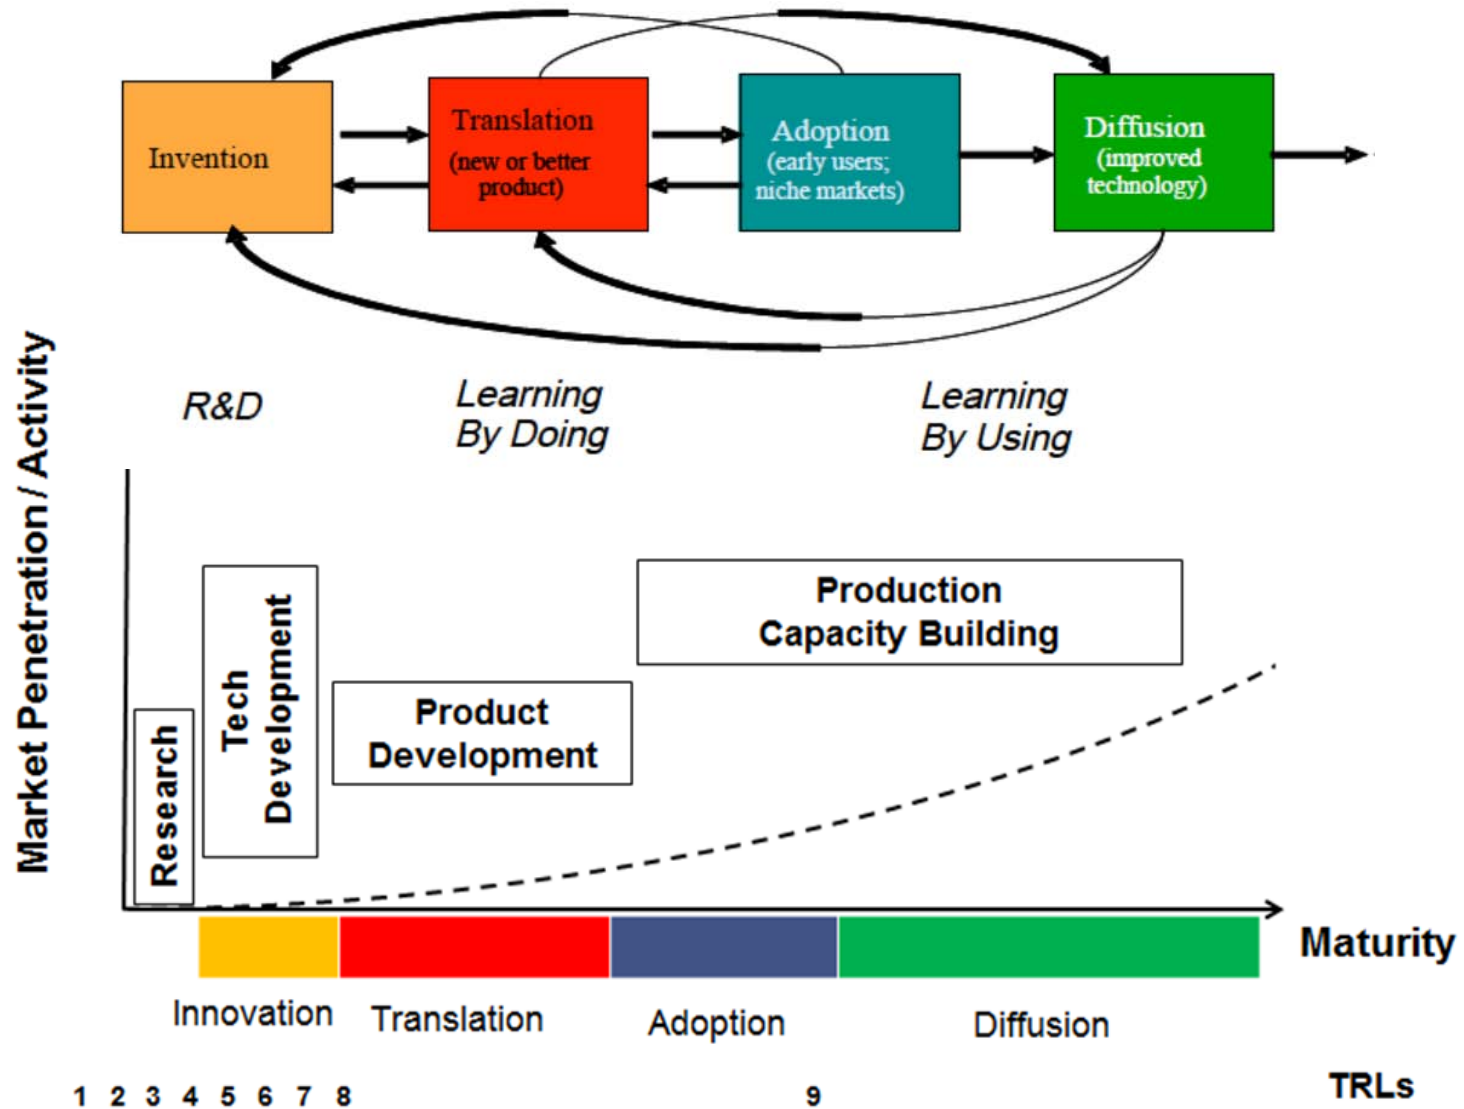 Invention
Translation
(new or better
product)
Adoption
(early users;
niche markets)
Diffusion
(improved
technology)
R&D
Learning
By Doing
Learning
By Using
Market Penetration / Activity
Research
Tech
Development
Product
Development
Production
Capacity Building
Maturity
Innovation
Translation
Adoption
Diffusion
1 2 3 4 5 6 7 8 9
TRLs